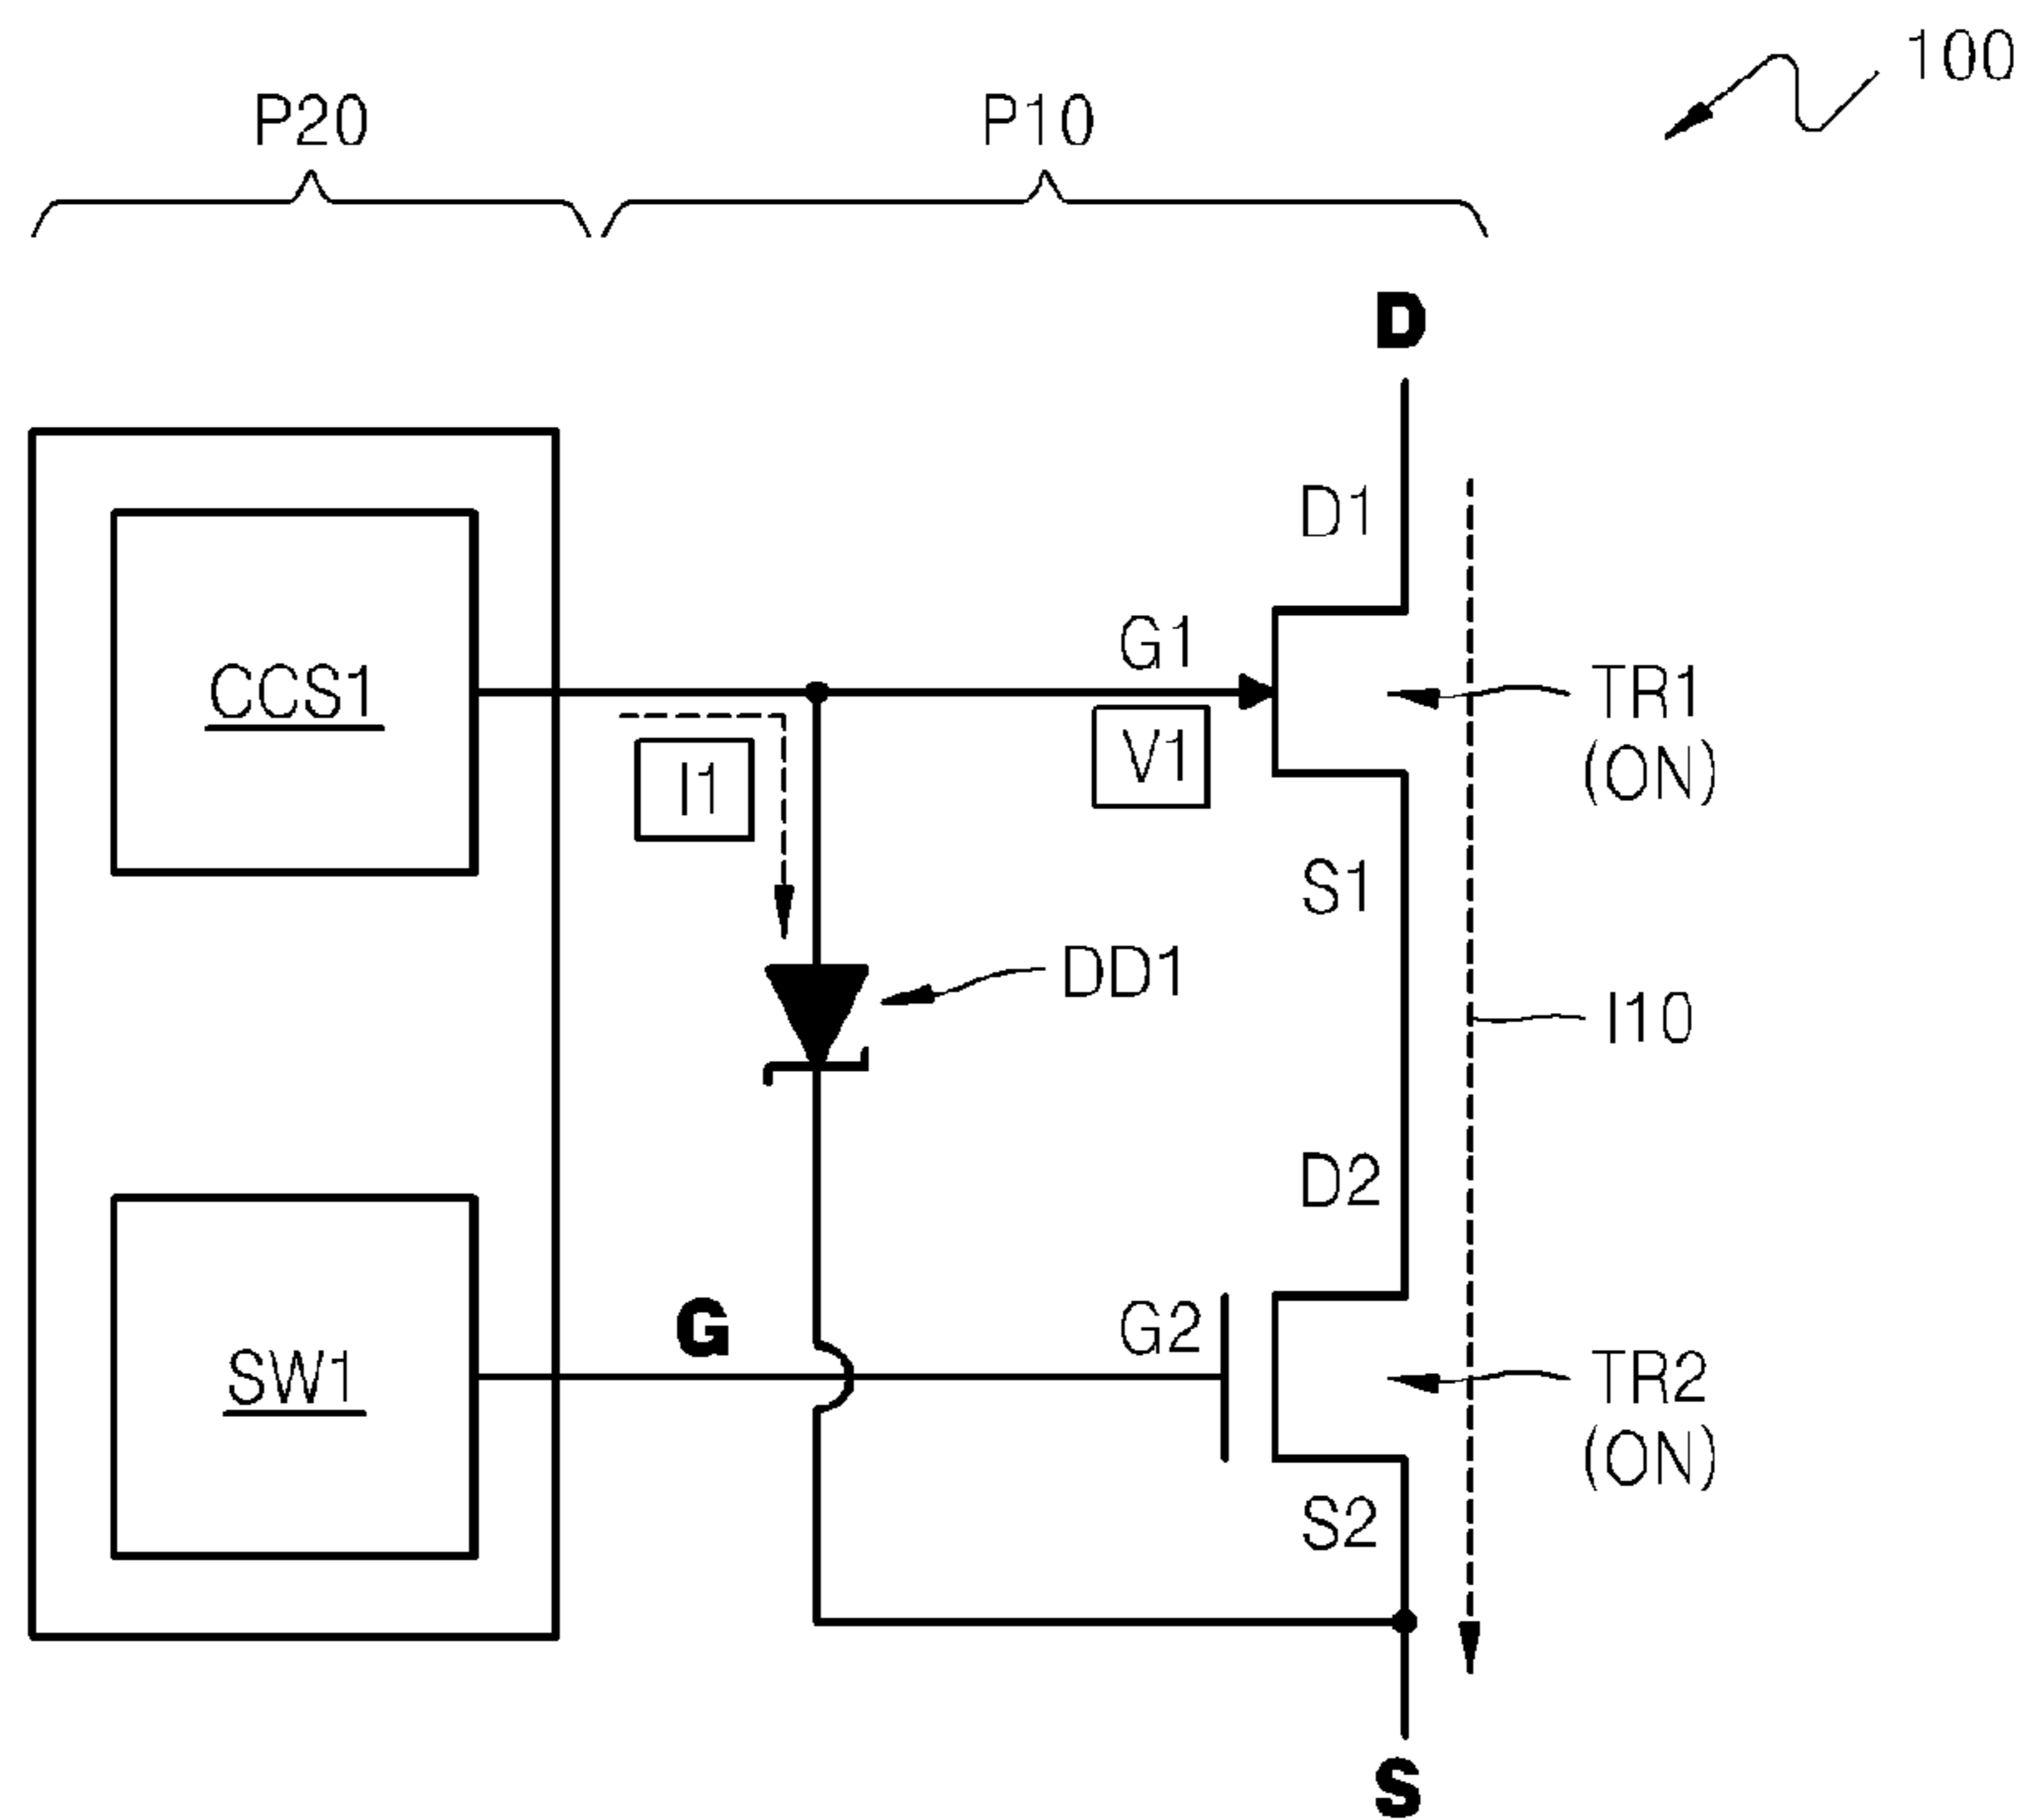 100
P20
P10
D
D1
G1
CCS1
TR1
(ON)
V1
I1
S1
DD1
I10
D2
G
G2
SW1
TR2
(ON)
S2
S